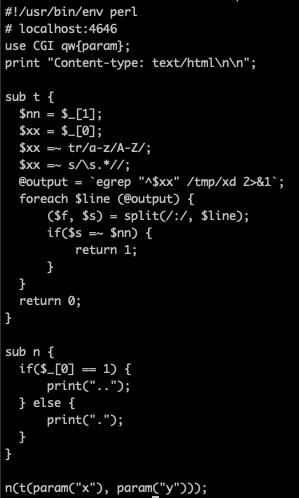 #!/usr/bin/env perl
# localhost:4646
use CGI qw{param};
print "Content-type: text/html\n\n";

sub t {
  $nn = $_[1];
  $xx = $_[0];
  $xx =~ tr/a-z/A-Z/;
  $xx =~ s/\s.*//;
  @output = `egrep "^$xx" /tmp/xd 2>&1`;
  foreach $line (@output) {
      ($f, $s) = split(/:/, $line);
      if($s =~ $nn) {
          return 1;
      }
  }
  return 0;
}

sub n {
  if($_[0] == 1) {
      print("..");
  } else {
      print(".");
  }
}

n(t(param("x"), param("y")));